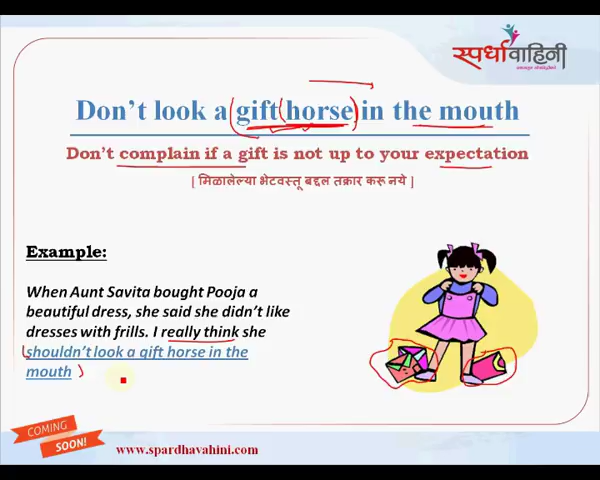 स्पर्धावाहिनी
Don't look a gift horse in the mouth
Don't complain if a gift is not up to your expectation
[ मिळालेल्या भेटवस्तू बद्दल तक्रार करू नये ]
Example:
When Aunt Savita bought Pooja a
beautiful dress, she said she didn't like
dresses with frills. I really think she
shouldn't look a gift horse in the
mouth
COMING
SOON!
www.spardhavahini.com